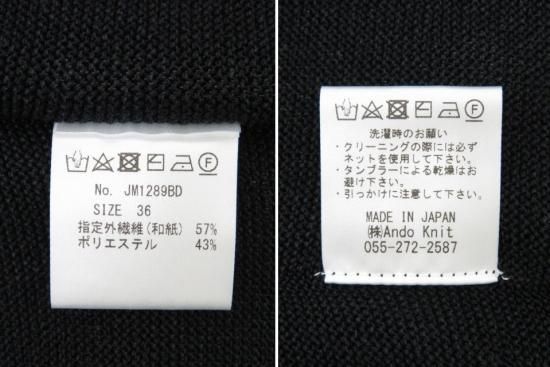 No. JM1289BD
SIZE 36
指定外繊維(和紙) 57%
ポリエステル 43%
F
洗濯時のお願い
・クリーニングの際には必ず
ネットを使用して下さい。
・タンブラーによる乾燥はお
避け下さい。
・引っかけに注意して下さい。
MADE IN JAPAN
㈱Ando Knit
055-272-2587
F